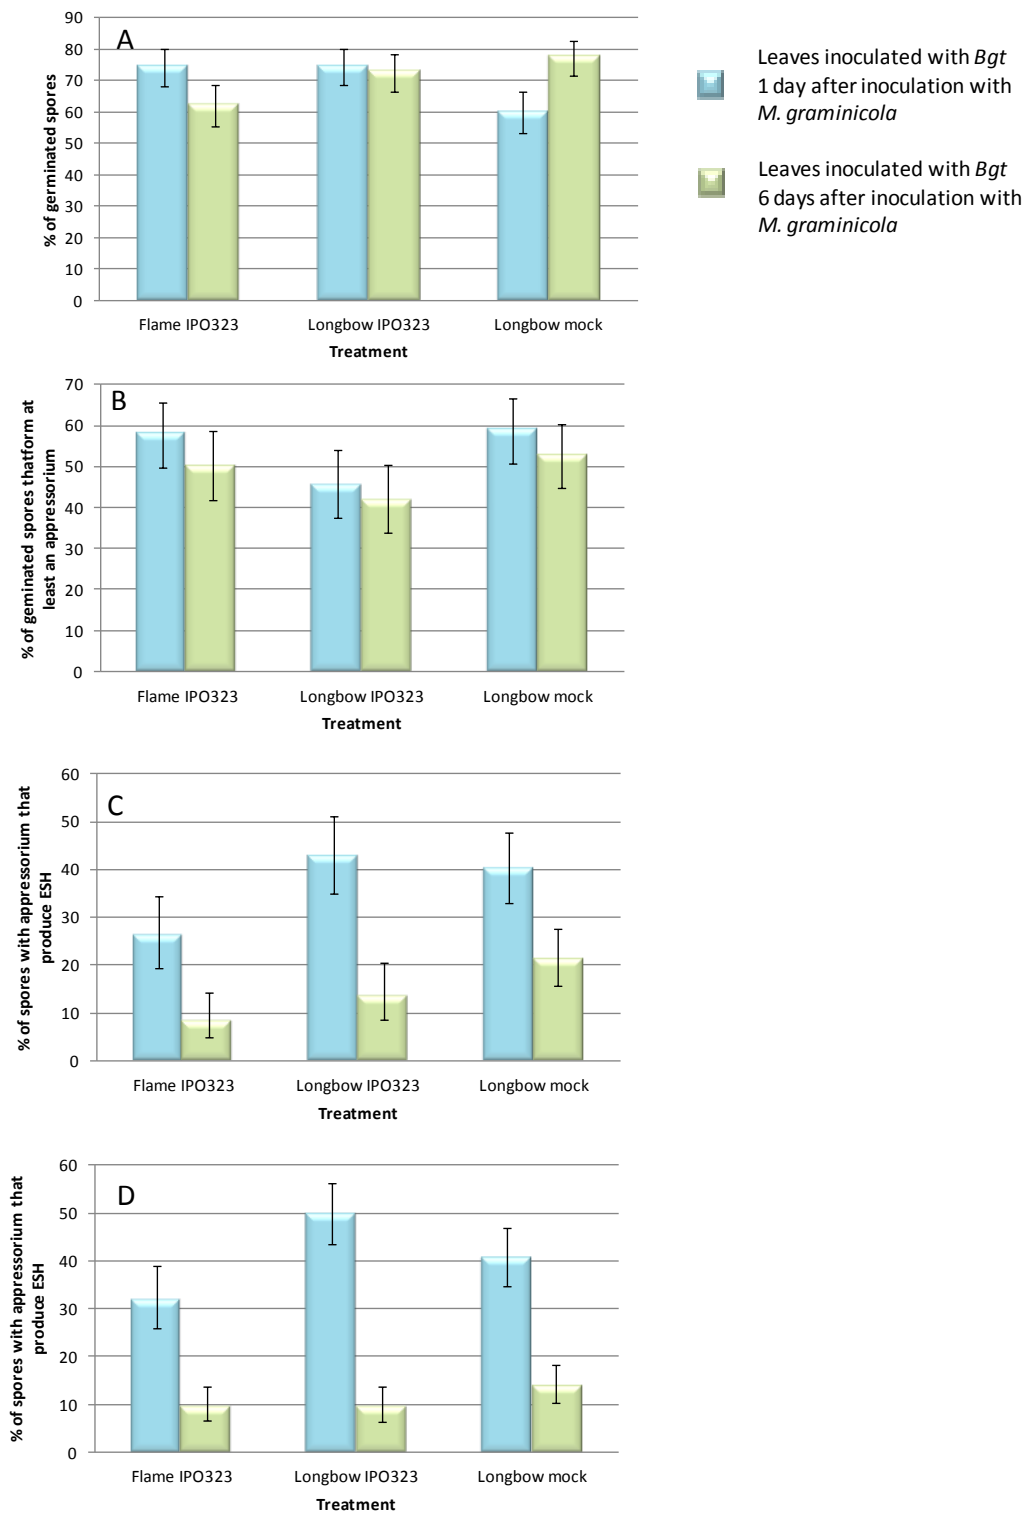 A
% of germinated spores
90
80
70
60
50
40
30
20
10
0
Flame IPO323 Longbow IPO323 Longbow mock
Treatment
Leaves inoculated with Bgt
1 day after inoculation with
M. graminicola
Leaves inoculated with Bgt
6 days after inoculation with
M. graminicola
B
% of geminated spores thatform at
least an appressorium
70
60
50
40
30
20
10
0
Flame IPO323 Longbow IPO323 Longbow mock
Treatment
C
% of spores with appressorium that
produce ESH
60
50
40
30
20
10
0
Flame IPO323 Longbow IPO323 Longbow mock
Treatment
D
% of spores with appressorium that
produce ESH
60
50
40
30
20
10
0
Flame IPO323 Longbow IPO323 Longbow mock
Treatment